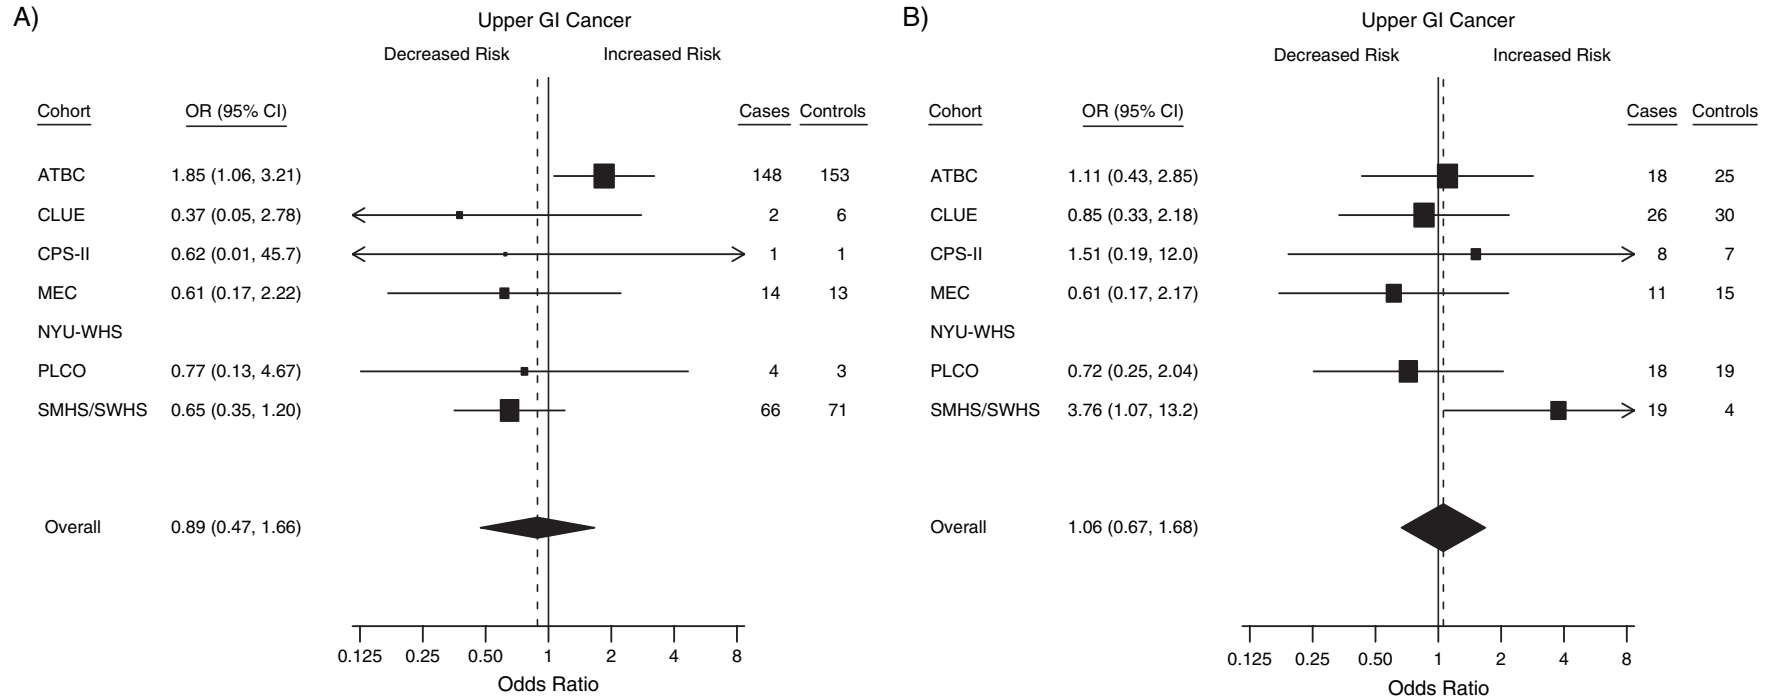 A)
Upper GI Cancer
Decreased Risk Increased Risk
Cohort OR (95% CI) Cases Controls
ATBC 1.85 (1.06, 3.21) 148 153
CLUE 0.37 (0.05, 2.78) 2 6
CPS-II 0.62 (0.01, 45.7) 1 1
MEC 0.61 (0.17, 2.22) 14 13
NYU-WHS
PLCO 0.77 (0.13, 4.67) 4 3
SMHS/SWHS 0.65 (0.35, 1.20) 66 71
Overall 0.89 (0.47, 1.66)
0.125 0.25 0.50 1 2 4 8
Odds Ratio
B)
Upper GI Cancer
Decreased Risk Increased Risk
Cohort OR (95% CI) Cases Controls
ATBC 1.11 (0.43, 2.85) 18 25
CLUE 0.85 (0.33, 2.18) 26 30
CPS-II 1.51 (0.19, 12.0) 8 7
MEC 0.61 (0.17, 2.17) 11 15
NYU-WHS
PLCO 0.72 (0.25, 2.04) 18 19
SMHS/SWHS 3.76 (1.07, 13.2) 19 4
Overall 1.06 (0.67, 1.68)
0.125 0.25 0.50 1 2 4 8
Odds Ratio